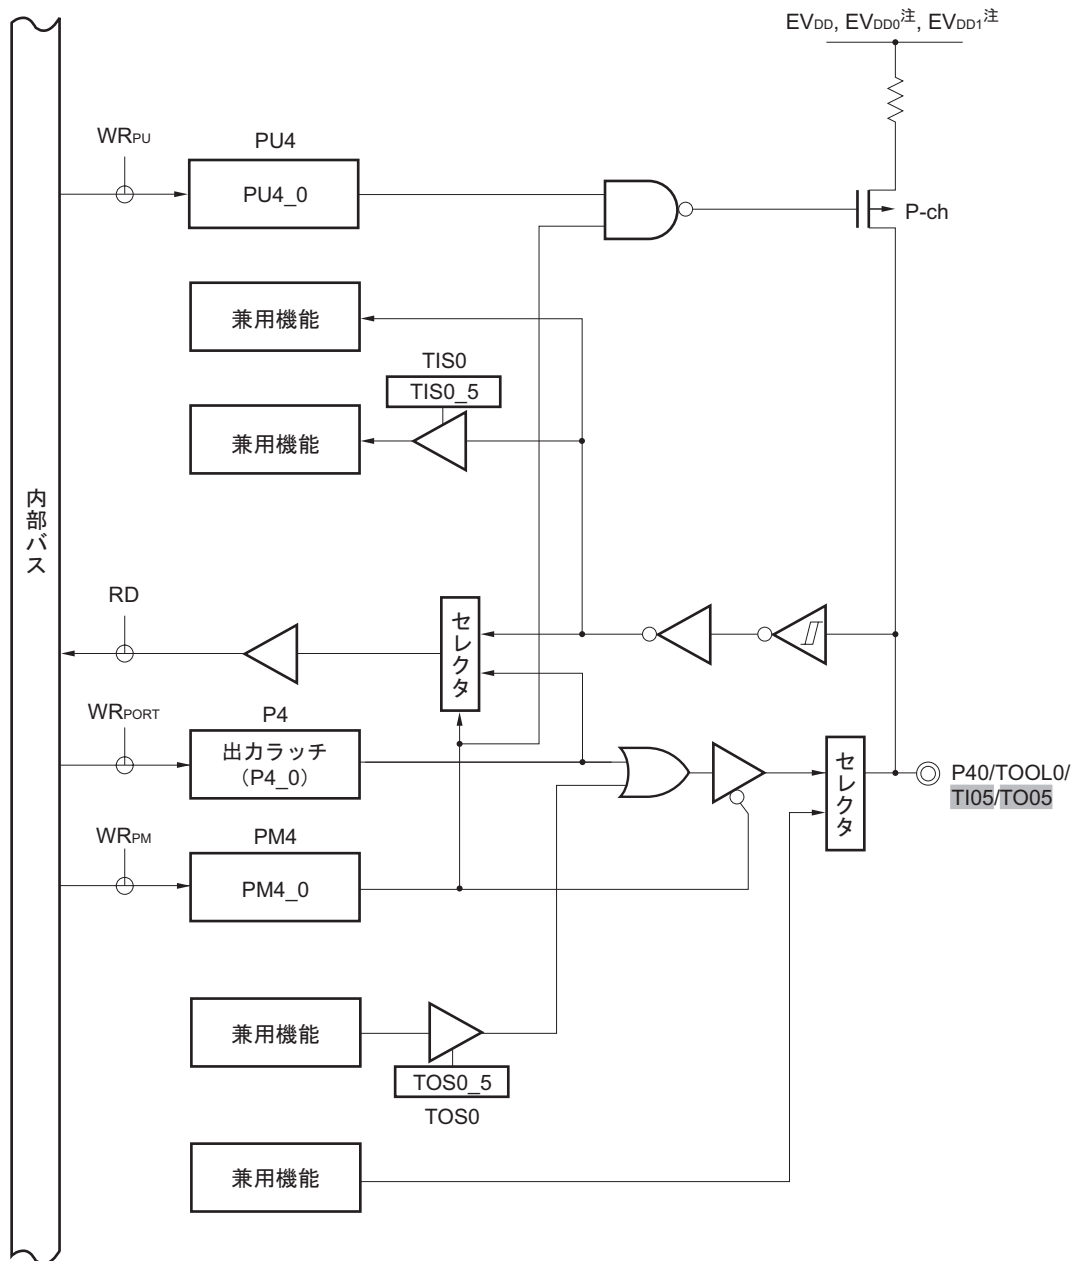 EVDD, EVDD0注, EVDD1注
WRPU
PU4
PU4_0
P-ch
兼用機能
TIS0
TIS0_5
兼用機能
内部バス
RD
セレクタ
WRPORT
P4
出力ラッチ
（P4_0）
セレクタ
P40/TOOL0/
TI05/TO05
WRPM
PM4
PM4_0
兼用機能
TOS0_5
TOS0
兼用機能